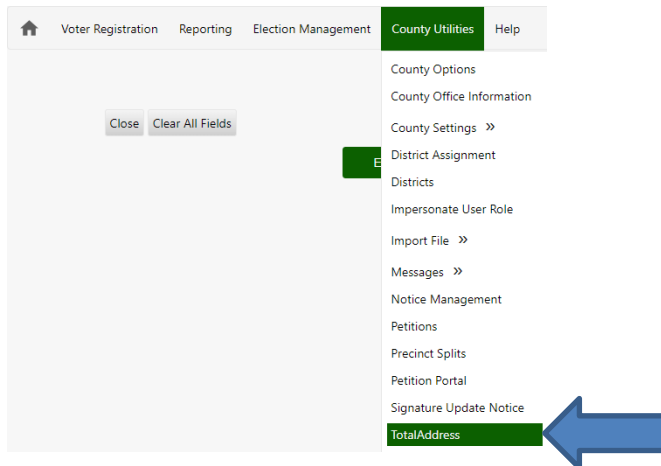 Voter Registration Reporting Election Management County Utilities Help
County Options
County Office Information
Close Clear All Fields
County Settings »
District Assignment
E
Districts
Impersonate User Role
Import File »
Messages »
Notice Management
Petitions
Precinct Splits
Petition Portal
Signature Update Notice
TotalAddress